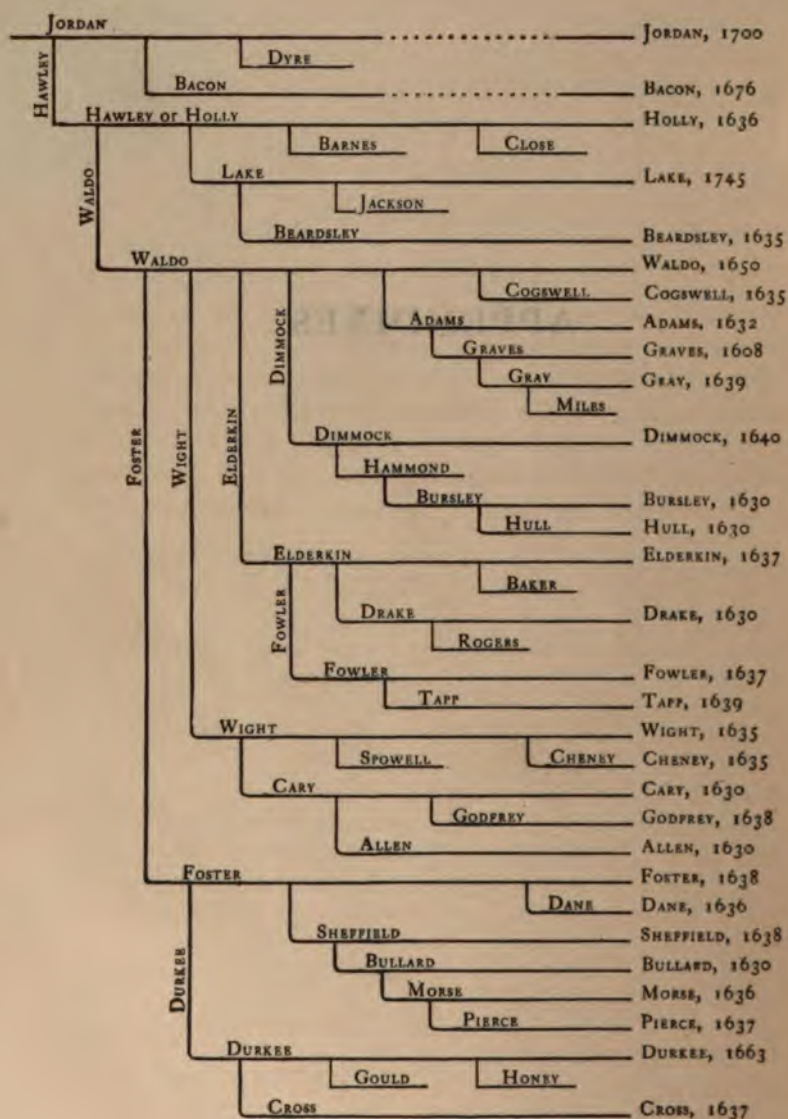 JORDAN JORDAN, 1700
DYRE
HAWLEY
BACON BACON, 1676
HAWLEY or HOLLY HOLLY, 1636
BARNES CLOSE
WALDO
LAKE LAKE, 1745
JACKSON
BEARDSLEY BEARDSLEY, 1635
WALDO WALDO, 1650
COGSWELL COGSWELL, 1635
ADAMS ADAMS, 1632
GRAVES GRAVES, 1608
GRAY GRAY, 1639
MILES
DIMMOCK
DIMMOCK DIMMOCK, 1640
HAMMOND
FOSTER
WIGHT
ELDERKIN
BURSLEY BURSLEY, 1630
HULL HULL, 1630
ELDERKIN ELDERKIN, 1637
BAKER
FOWLER
DRAKE DRAKE, 1630
ROGERS
FOWLER FOWLER, 1637
TAPP TAPP, 1639
WIGHT WIGHT, 1635
SPOWELL CHENEY CHENEY, 1635
CARY CARY, 1630
GODFREY GODFREY, 1638
ALLEN ALLEN, 1630
FOSTER FOSTER, 1638
DANE DANE, 1636
SHEFFIELD SHEFFIELD, 1638
BULLARD BULLARD, 1630
DURKEE
MORSE MORSE, 1636
PIERCE PIERCE, 1637
DURKEE DURKEE, 1663
GOULD HONEY
CROSS CROSS, 1637